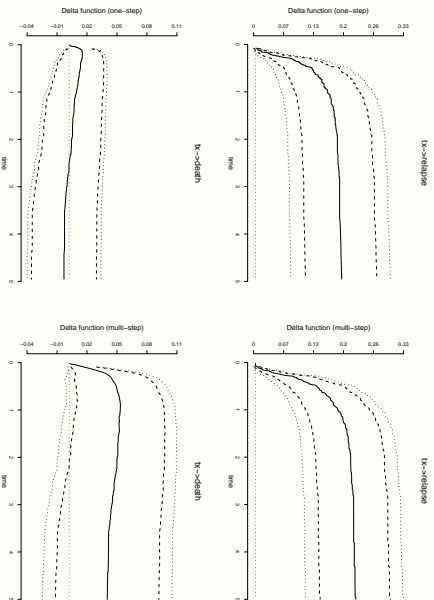 Delta function (one-step)
-0.04 -0.01 0.02 0.05 0.08 0.11
0 1 2 3 4 5
time
tx->death
Delta function (one-step)
0 0.07 0.13 0.2 0.26 0.33
0 1 2 3 4 5
time
tx->relapse
Delta function (multi-step)
-0.04 -0.01 0.02 0.05 0.08 0.11
0 1 2 3 4 5
time
tx->death
Delta function (multi-step)
0 0.07 0.13 0.2 0.26 0.33
0 1 2 3 4 5
time
tx->relapse